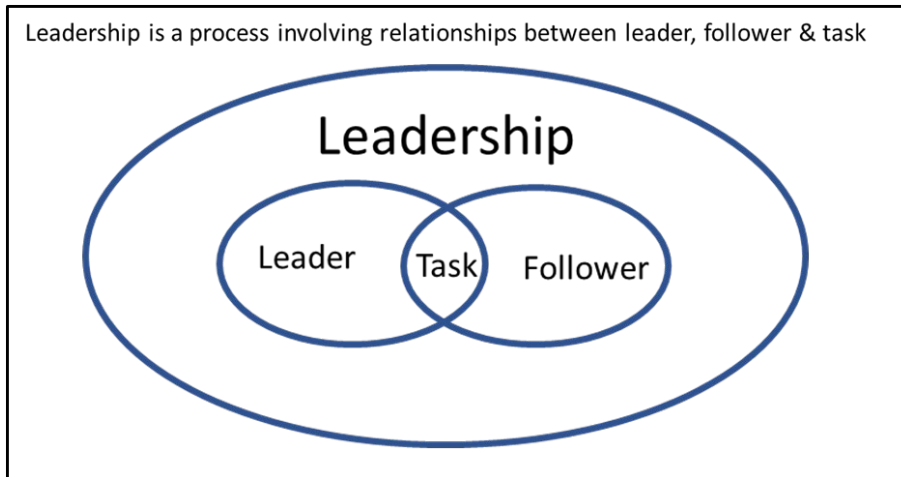 Leadership is a process involving relationships between leader, follower & task
Leadership
Leader Task Follower